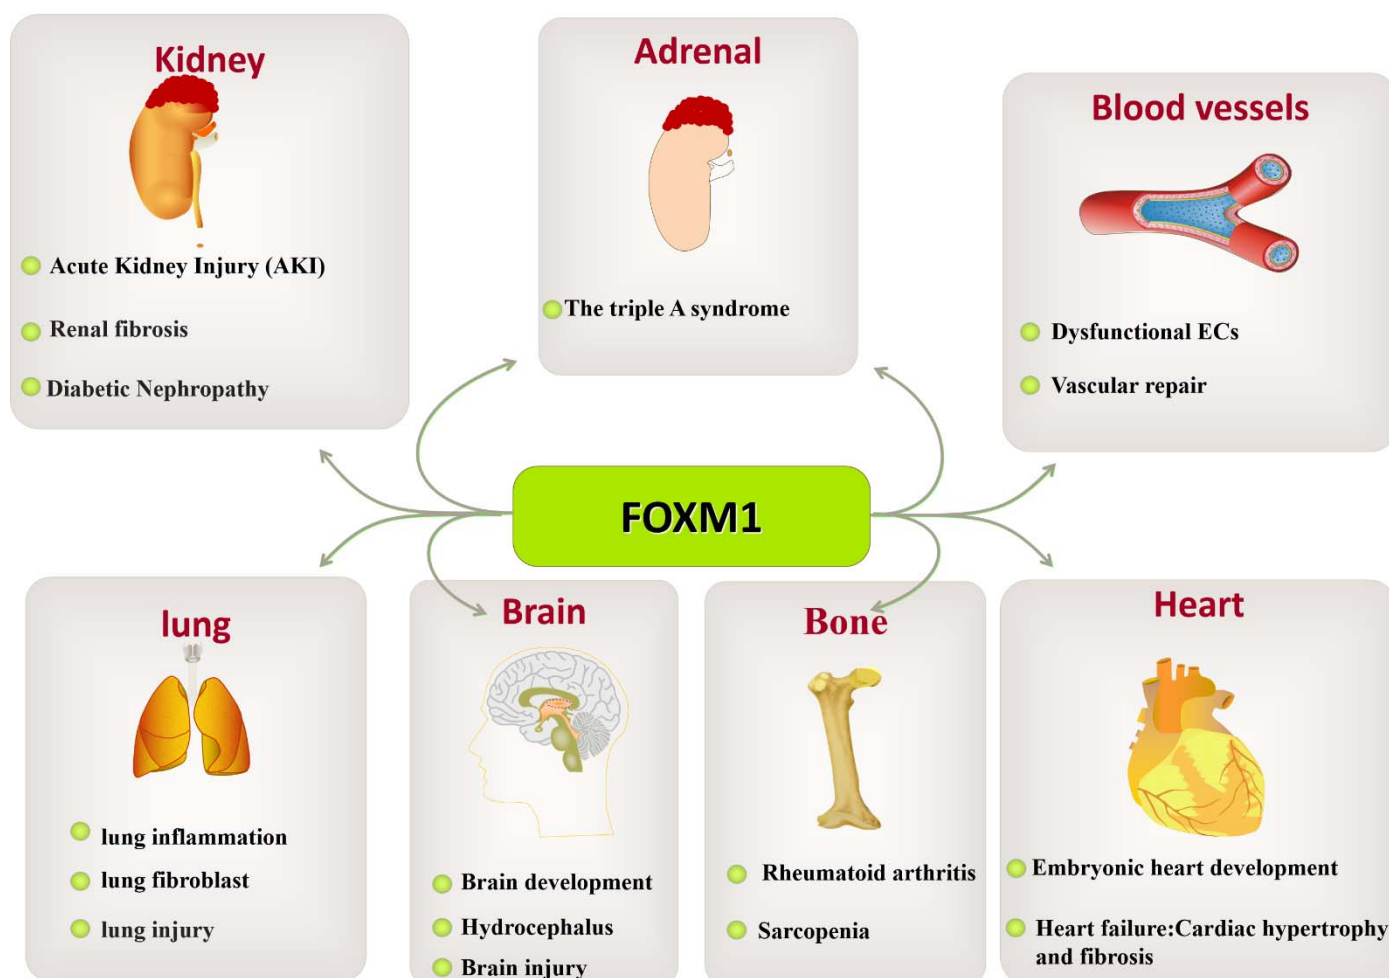 Kidney
Acute Kidney Injury (AKI)
Renal fibrosis
Diabetic Nephropathy
Adrenal
The triple A syndrome
Blood vessels
Dysfunctional ECs
Vascular repair
FOXM1
lung
lung inflammation
lung fibroblast
lung injury
Brain
Brain development
Hydrocephalus
Brain injury
Bone
Rheumatoid arthritis
Sarcopenia
Heart
Embryonic heart development
Heart failure:Cardiac hypertrophy
and fibrosis